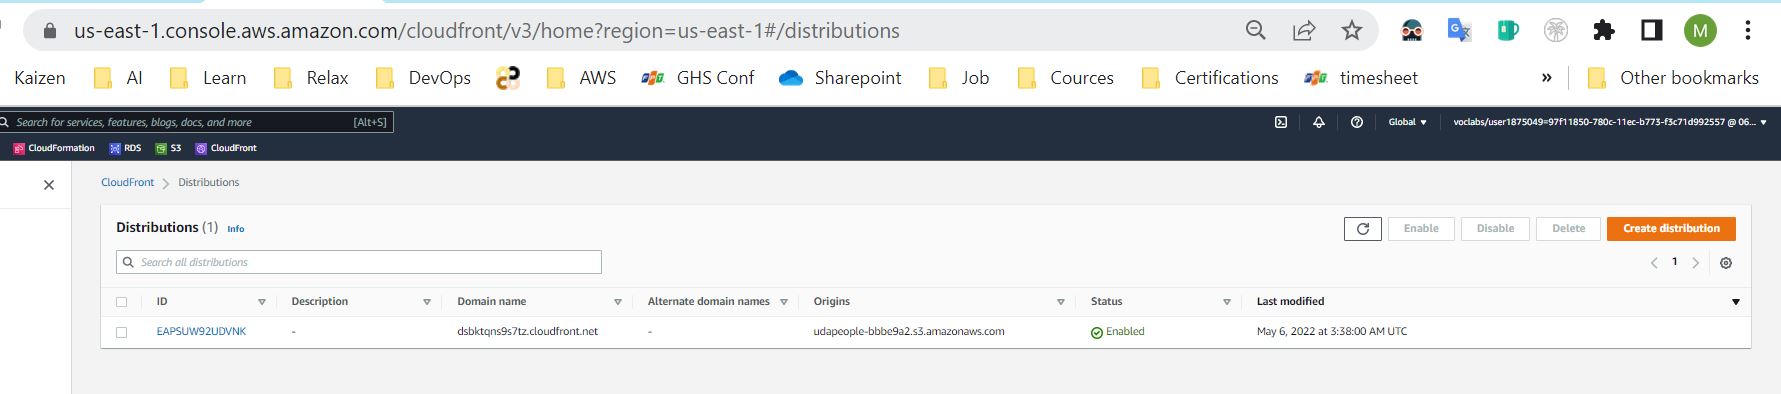 us-east-1.console.aws.amazon.com/cloudfront/v3/home?region=us-east-1#/distributions
M
Kaizen AI Learn Relax DevOps AWS GHS Conf Sharepoint Job Cources Certifications timesheet » Other bookmarks
Search for services, features, blogs, docs, and more [Alt+S] Global voclabs/user1875049=97f11850-780c-11ec-b773-f3c71d992557 @ 06...
CloudFormation RDS S3 CloudFront
CloudFront > Distributions
Distributions (1) Info Enable Disable Delete Create distribution
Search all distributions 1
ID Description Domain name Alternate domain names Origins Status Last modified
EAPSUW92UDVNK - dsbktqns9s7tz.cloudfront.net - udapeople-bbbe9a2.s3.amazonaws.com Enabled May 6, 2022 at 3:38:00 AM UTC